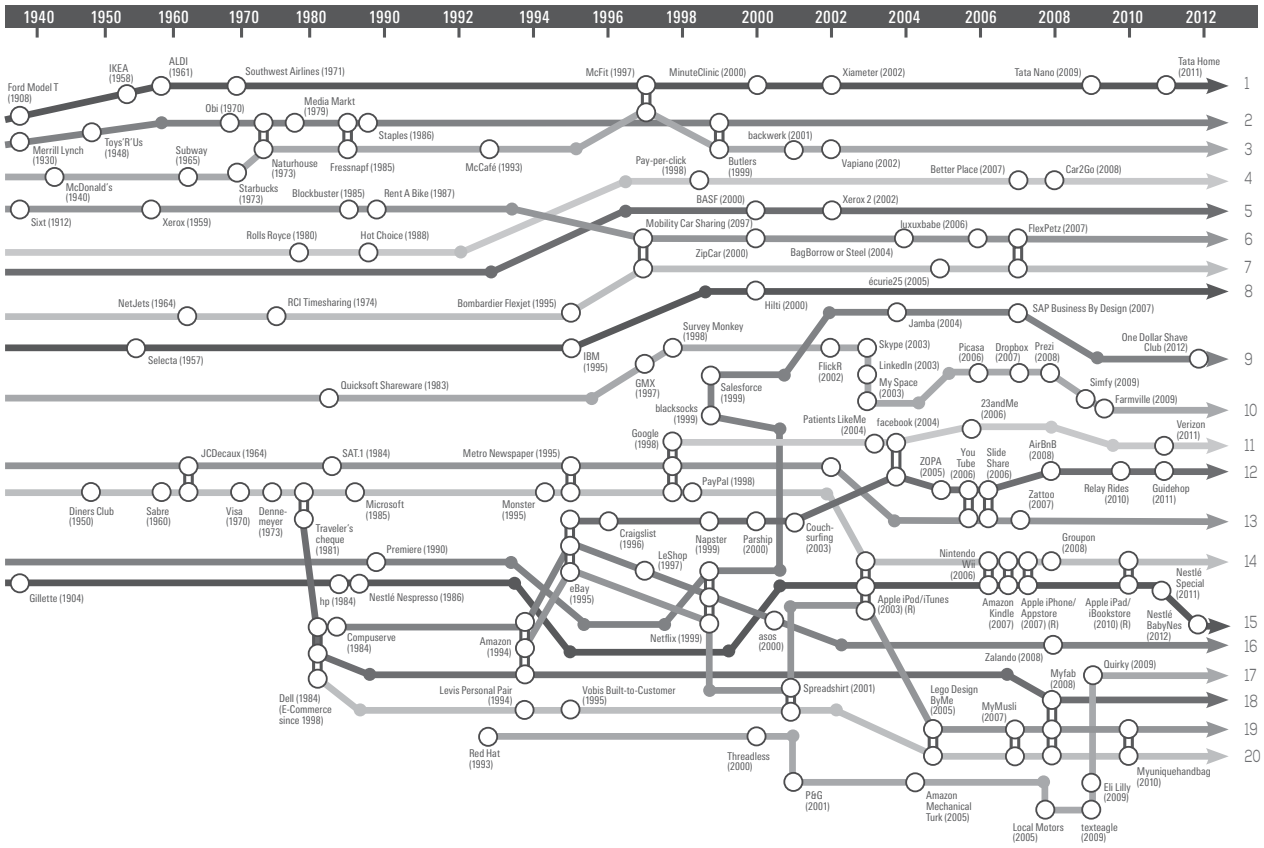 1940 1950 1960 1970 1980 1990 1992 1994 1996 1998 2000 2002 2004 2006 2008 2010 2012
Ford Model T
(1908)
IKEA
(1958)
ALDI
(1961)
Southwest Airlines (1971)
McFit (1997)
MinuteClinic (2000)
Xiameter (2002)
Tata Nano (2009)
Tata Home
(2011)
1
Merrill Lynch
(1930)
Toys'R'Us
(1948)
Obi (1970)
Media Markt
(1979)
Staples (1986)
2
McDonald's
(1940)
Subway
(1965)
Starbucks
(1973)
Naturhouse
(1973)
Fressnapf (1985)
McCafé (1993)
Butlers
(1999)
backwerk (2001)
Vapiano (2002)
3
Pay-per-click
(1998)
Better Place (2007)
Car2Go (2008)
4
Sixt (1912)
Xerox (1959)
Blockbuster (1985)
Rent A Bike (1987)
BASF (2000)
Xerox 2 (2002)
5
Rolls Royce (1980)
Hot Choice (1988)
Mobility Car Sharing (2097)
ZipCar (2000)
BagBorrow or Steel (2004)
luxuxbabe (2006)
FlexPetz (2007)
6
écurie25 (2005)
7
NetJets (1964)
RCI Timesharing (1974)
Bombardier Flexjet (1995)
Hilti (2000)
8
Selecta (1957)
IBM
(1995)
Survey Monkey
(1998)
GMX
(1997)
Jamba (2004)
SAP Business By Design (2007)
One Dollar Shave
Club (2012)
9
FlickR
(2002)
Skype (2003)
LinkedIn (2003)
My Space
(2003)
Picasa
(2006)
Dropbox
(2007)
Prezi
(2008)
Simfy (2009)
Farmville (2009)
10
Quicksoft Shareware (1983)
Salesforce
(1999)
blacksocks
(1999)
Google
(1998)
Patients LikeMe
(2004)
facebook (2004)
23andMe
(2006)
Verizon
(2011)
11
JCDecaux (1964)
SAT.1 (1984)
Metro Newspaper (1995)
ZOPA
(2005)
You
Tube
(2006)
Slide
Share
(2006)
AirBnB
(2008)
Zattoo
(2007)
Relay Rides
(2010)
Guidehop
(2011)
12
Diners Club
(1950)
Sabre
(1960)
Visa
(1970)
Denne-
meyer
(1973)
Traveler's
cheque
(1981)
Microsoft
(1985)
Monster
(1995)
PayPal (1998)
13
Craigslist
(1996)
Napster
(1999)
Parship
(2000)
Couch-
surfing
(2003)
Premiere (1990)
LeShop
(1997)
Nintendo
Wii
(2006)
Groupon
(2008)
14
Gillette (1904)
hp (1984)
Nestlé Nespresso (1986)
eBay
(1995)
Apple iPod/iTunes
(2003) (R)
Amazon
Kindle
(2007)
Apple iPhone/
Appstore
(2007) (R)
Apple iPad/
iBookstore
(2010) (R)
Nestlé
Special
(2011)
Nestlé
BabyNes
(2012)
15
Compuserve
(1984)
Amazon
(1994)
Netflix (1999)
asos
(2000)
Zalando (2008)
16
Quirky (2009)
17
Dell (1984)
(E-Commerce
since 1998)
Levis Personal Pair
(1994)
Vobis Built-to-Customer
(1995)
Spreadshirt (2001)
Lego Design
ByMe
(2005)
MyMusli
(2007)
Myfab
(2008)
18
19
20
Red Hat
(1993)
Threadless
(2000)
P&G
(2001)
Amazon
Mechanical
Turk (2005)
Local Motors
(2005)
texteagle
(2009)
Eli Lilly
(2009)
Myuniquehandbag
(2010)